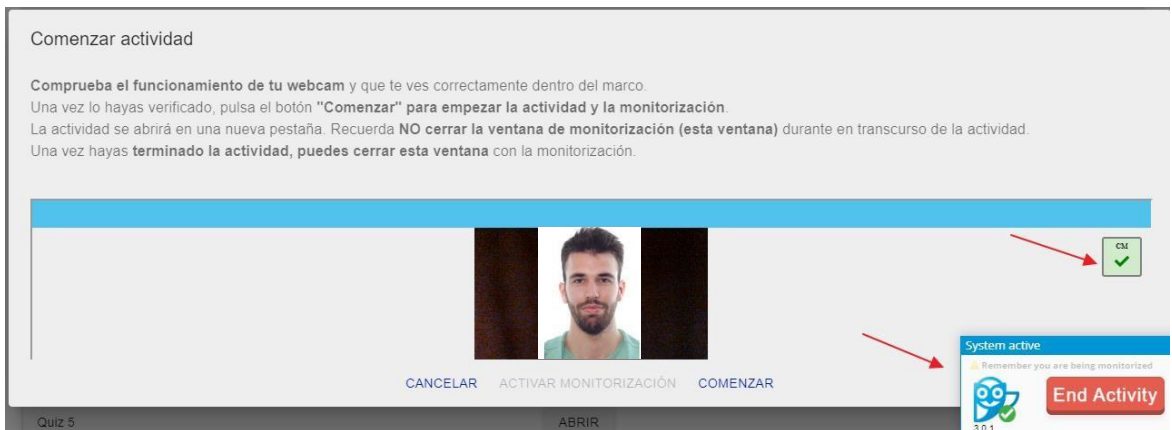 Comenzar actividad
Comprueba el funcionamiento de tu webcam y que te ves correctamente dentro del marco.
Una vez lo hayas verificado, pulsa el botón "Comenzar" para empezar la actividad y la monitorización.
La actividad se abrirá en una nueva pestaña. Recuerda NO cerrar la ventana de monitorización (esta ventana) durante en transcurso de la actividad.
Una vez hayas terminado la actividad, puedes cerrar esta ventana con la monitorización.
CM
System active
Remember you are being monitorized
End Activity
3.0.1
CANCELAR ACTIVAR MONITORIZACIÓN COMENZAR
Quiz 5 ABRIR